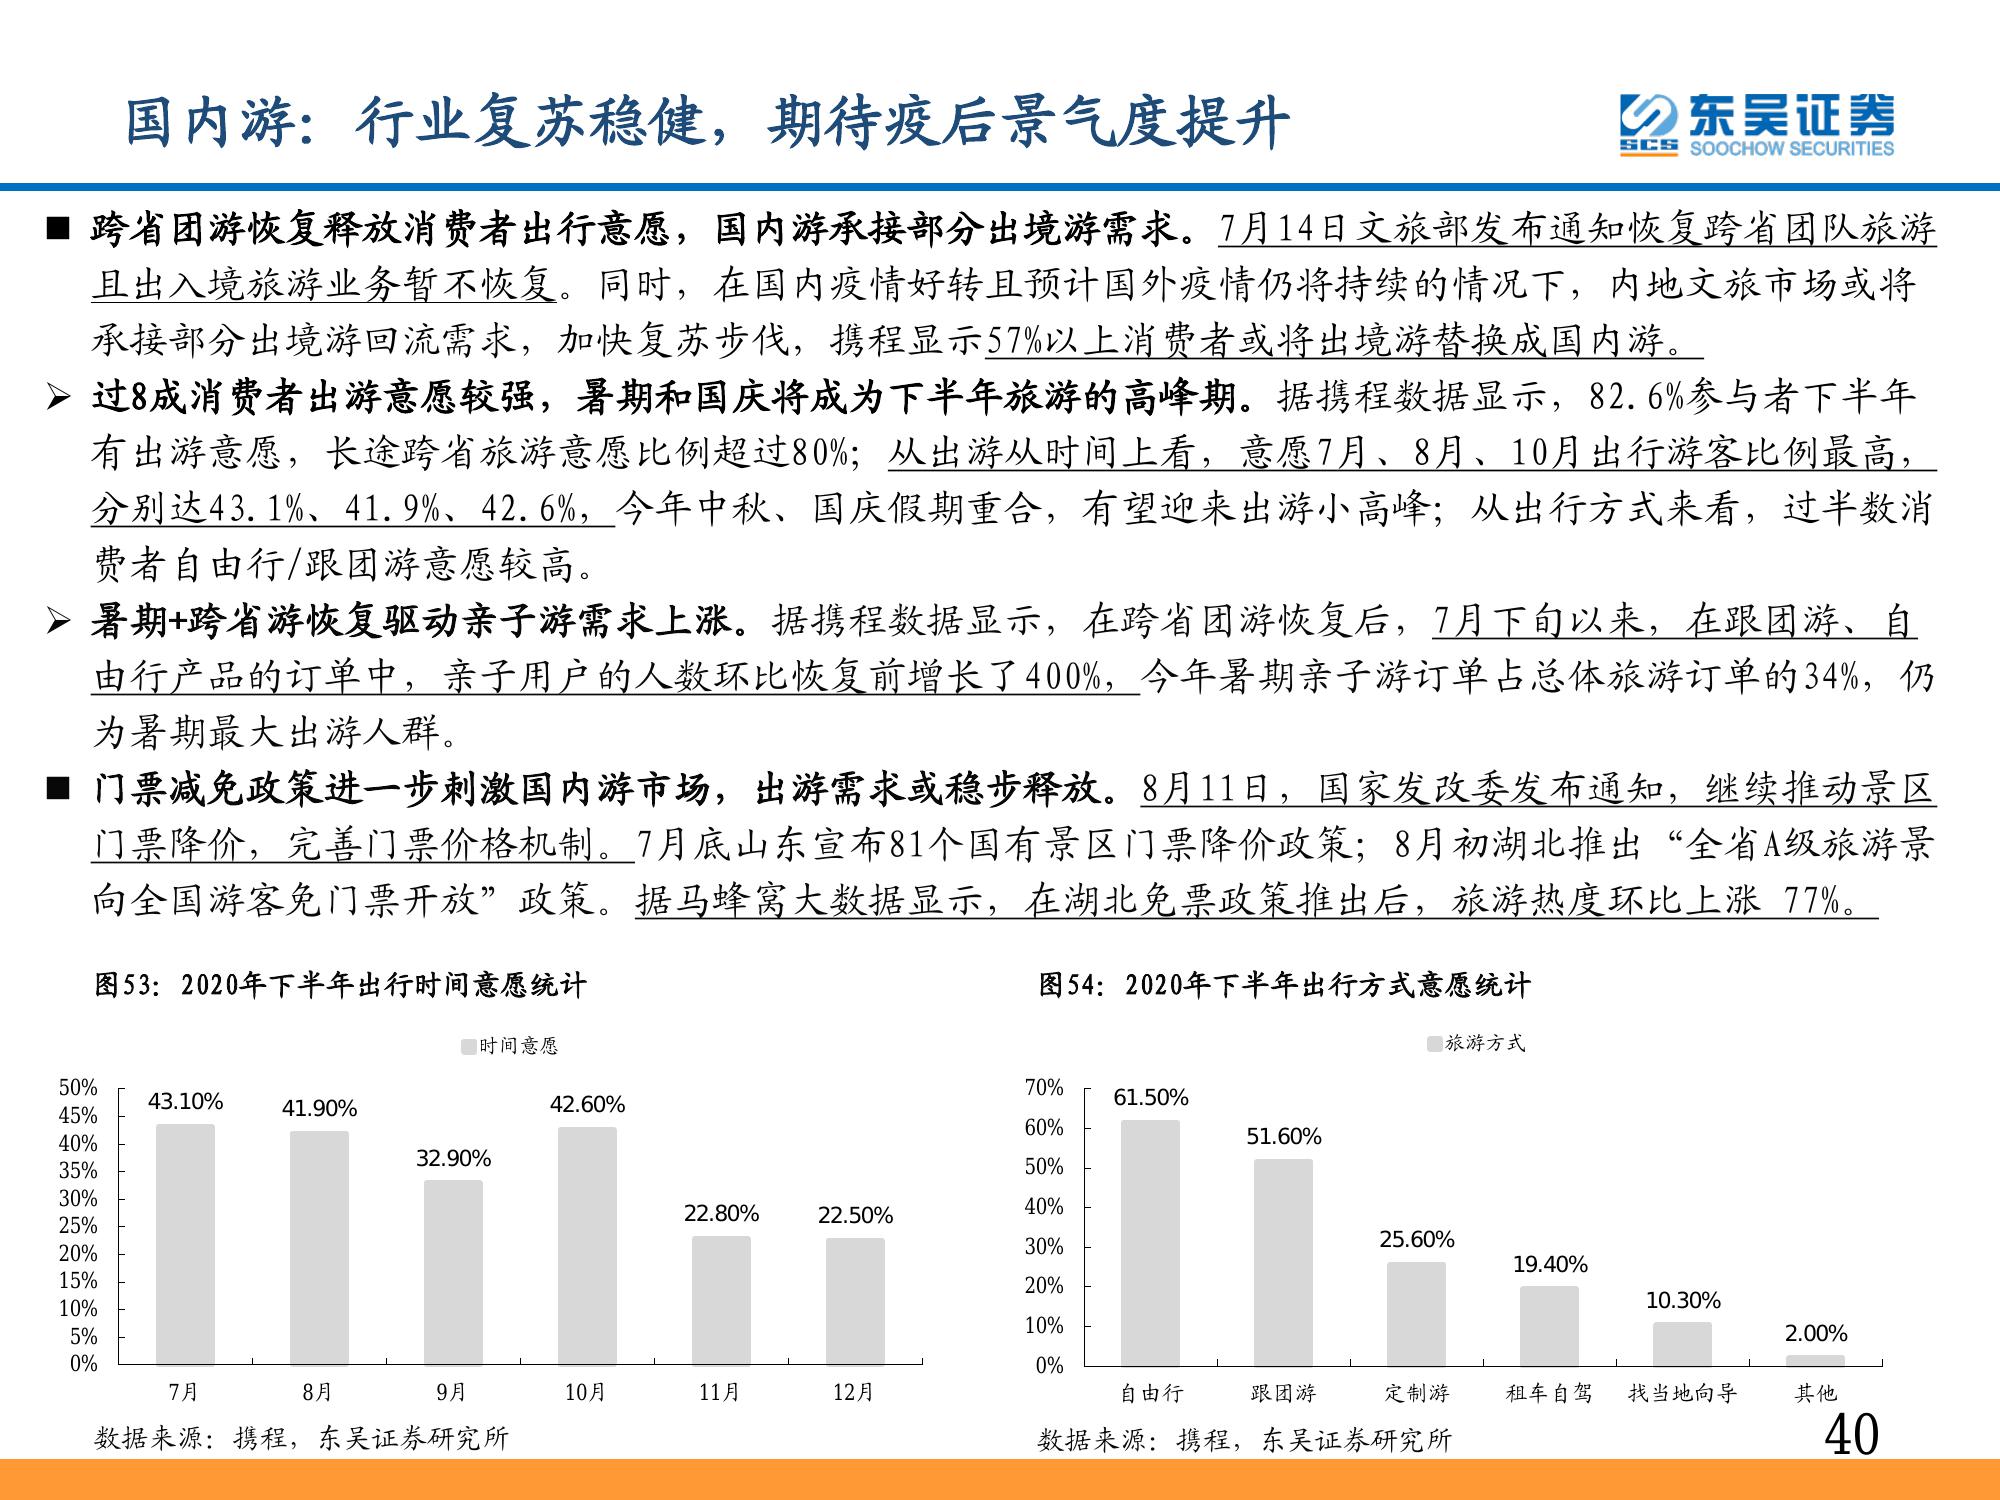 国内游：行业复苏稳健，期待疫后景气度提升
东吴证券
SCS SOOCHOW SECURITIES
■ 跨省团游恢复释放消费者出行意愿，国内游承接部分出境游需求。7月14日文旅部发布通知恢复跨省团队旅游
且出入境旅游业务暂不恢复。同时，在国内疫情好转且预计国外疫情仍将持续的情况下，内地文旅市场或将
承接部分出境游回流需求，加快复苏步伐，携程显示57%以上消费者或将出境游替换成国内游。
➢ 过8成消费者出游意愿较强，暑期和国庆将成为下半年旅游的高峰期。据携程数据显示，82.6%参与者下半年
有出游意愿，长途跨省旅游意愿比例超过80%；从出游从时间上看，意愿7月、8月、10月出行游客比例最高，
分别达43.1%、41.9%、42.6%，今年中秋、国庆假期重合，有望迎来出游小高峰；从出行方式来看，过半数消
费者自由行/跟团游意愿较高。
➢ 暑期+跨省游恢复驱动亲子游需求上涨。据携程数据显示，在跨省团游恢复后，7月下旬以来，在跟团游、自
由行产品的订单中，亲子用户的人数环比恢复前增长了400%，今年暑期亲子游订单占总体旅游订单的34%，仍
为暑期最大出游人群。
■ 门票减免政策进一步刺激国内游市场，出游需求或稳步释放。8月11日，国家发改委发布通知，继续推动景区
门票降价，完善门票价格机制。7月底山东宣布81个国有景区门票降价政策；8月初湖北推出“全省A级旅游景
向全国游客免门票开放”政策。据马蜂窝大数据显示，在湖北免票政策推出后，旅游热度环比上涨 77%。
图53：2020年下半年出行时间意愿统计
时间意愿
50%
45%
40%
35%
30%
25%
20%
15%
10%
5%
0%
43.10% 41.90% 32.90% 42.60% 22.80% 22.50%
7月 8月 9月 10月 11月 12月
数据来源：携程，东吴证券研究所
图54：2020年下半年出行方式意愿统计
旅游方式
70%
60%
50%
40%
30%
20%
10%
0%
61.50% 51.60% 25.60% 19.40% 10.30% 2.00%
自由行 跟团游 定制游 租车自驾 找当地向导 其他
数据来源：携程，东吴证券研究所
40